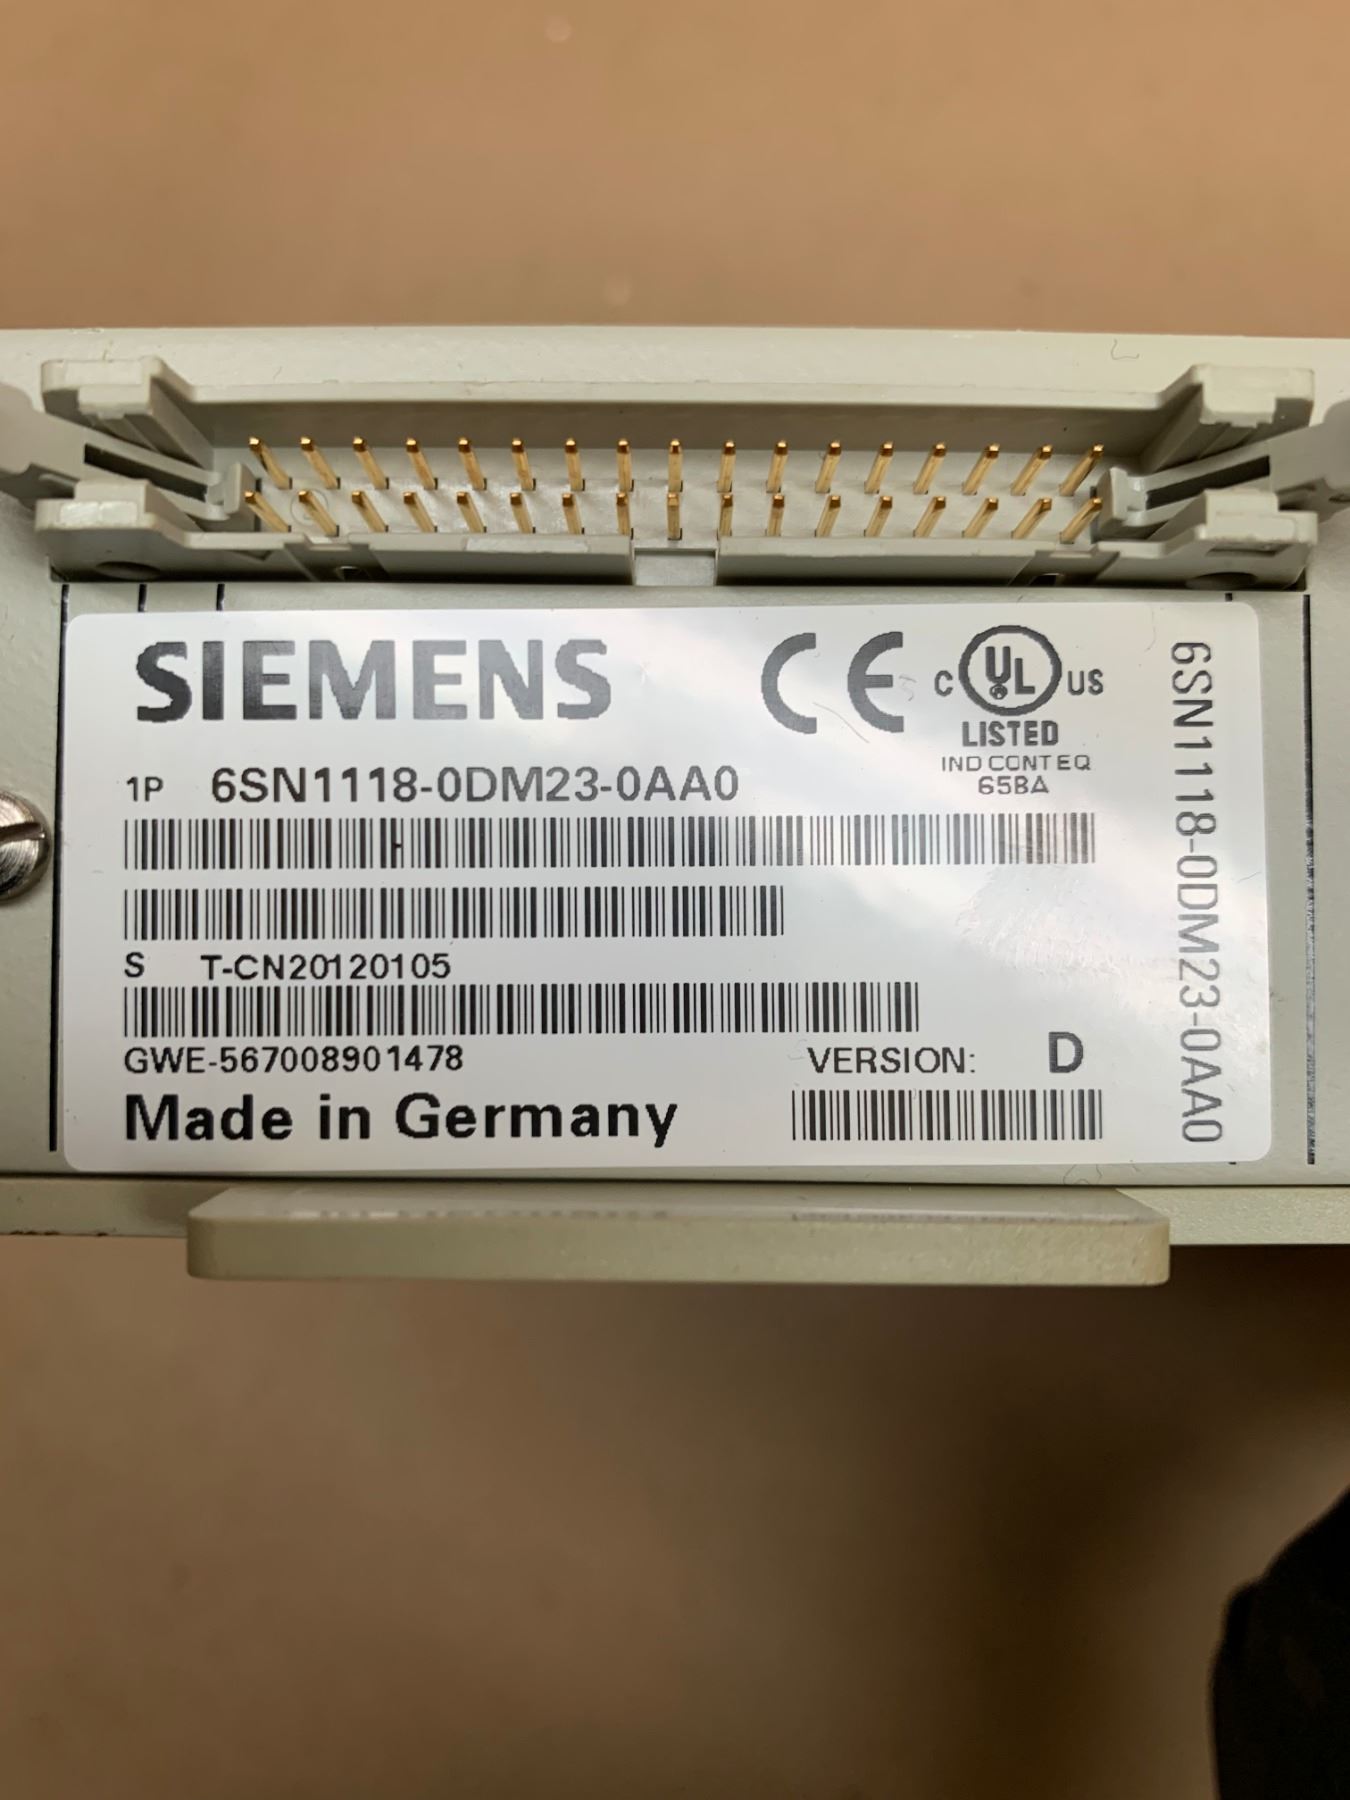 SIEMENS
CE
C UL US
LISTED
IND CONT EQ
65BA
1P 6SN1118-0DM23-0AA0
S T-CN20120105
GWE-567008901478
VERSION: D
Made in Germany
6SN1118-0DM23-0AA0